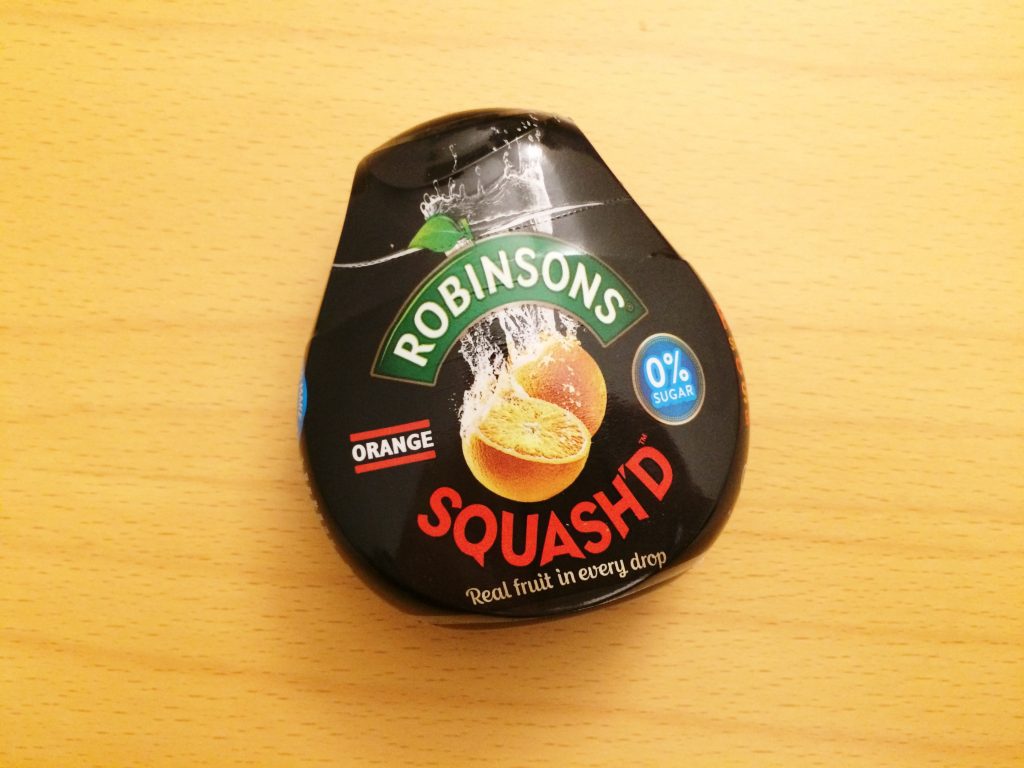 ROBINSONS
0%
SUGAR
ORANGE
SQUASH'D™
Real fruit in every drop